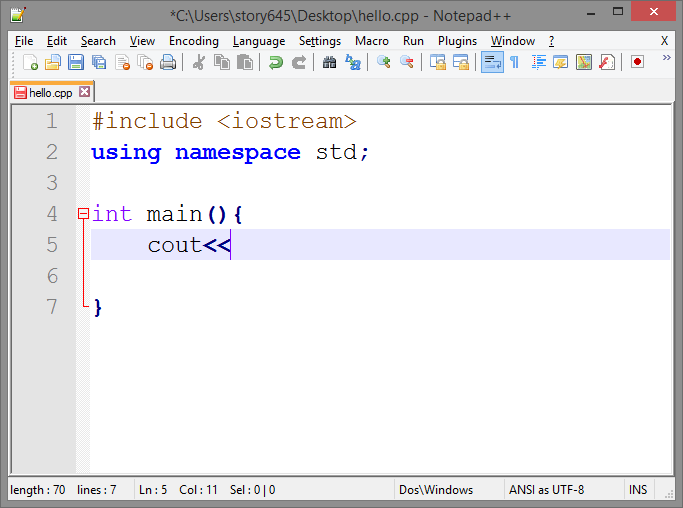 *C:\Users\story645\Desktop\hello.cpp - Notepad++
File Edit Search View Encoding Language Settings Macro Run Plugins Window ? X
hello.cpp
1 #include <iostream>
2 using namespace std;
3
4 int main(){
5 cout<<
6
7 }
length : 70 lines : 7 Ln : 5 Col : 11 Sel : 0 | 0 Dos\Windows ANSI as UTF-8 INS